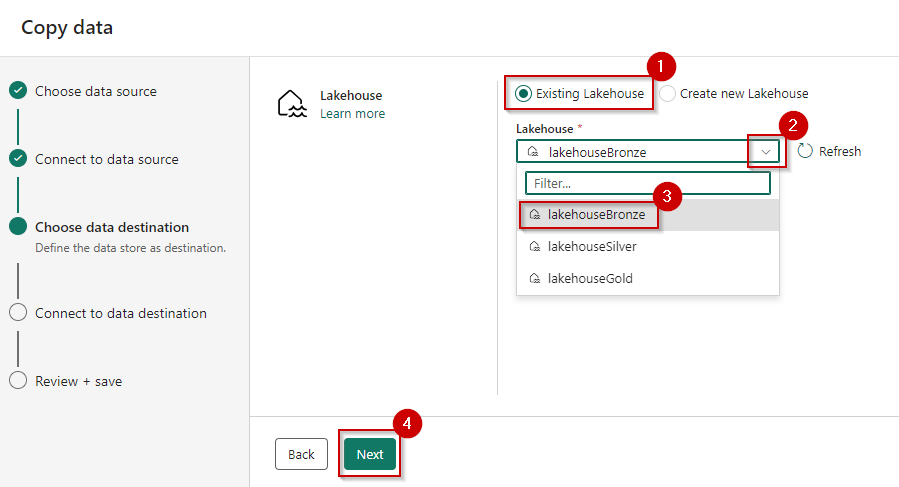 Copy data
Choose data source
Connect to data source
Choose data destination
Define the data store as destination.
Connect to data destination
Review + save
Lakehouse
Learn more
1
Existing Lakehouse
Create new Lakehouse
Lakehouse *
2
lakehouseBronze
Refresh
Filter...
3
lakehouseBronze
lakehouseSilver
lakehouseGold
4
Back
Next